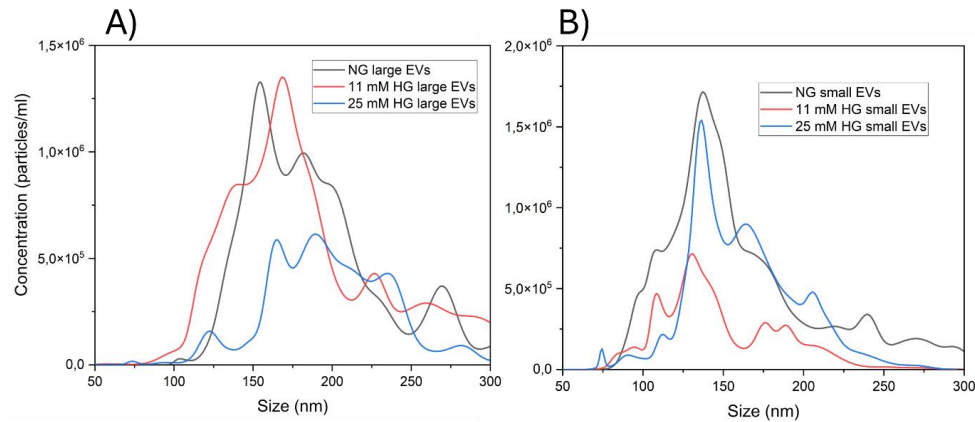 A)
1,5×10⁶
1,0×10⁶
5,0×10⁵
0,0
50
100
150
200
250
300
Concentration (particles/ml)
Size (nm)
NG large EVs
11 mM HG large EVs
25 mM HG large EVs
B)
2,0×10⁶
1,5×10⁶
1,0×10⁶
5,0×10⁵
0,0
50
100
150
200
250
300
Size (nm)
NG small EVs
11 mM HG small EVs
25 mM HG small EVs